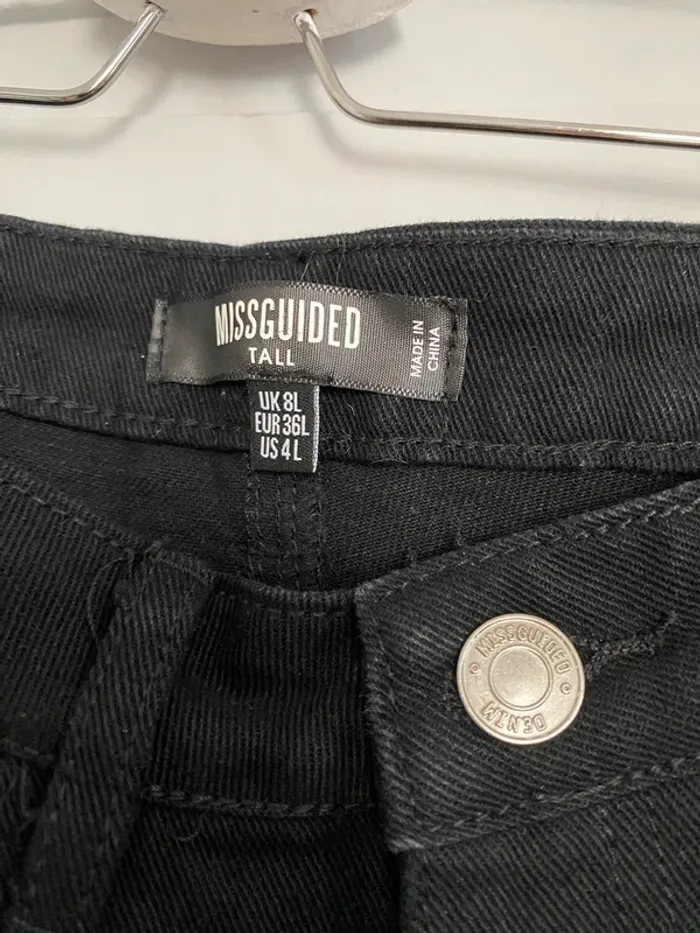 MISSGUIDED
TALL
MADE IN
CHINA
UK 8L
EUR 36L
US 4L
MISSGUIDED
DENIM